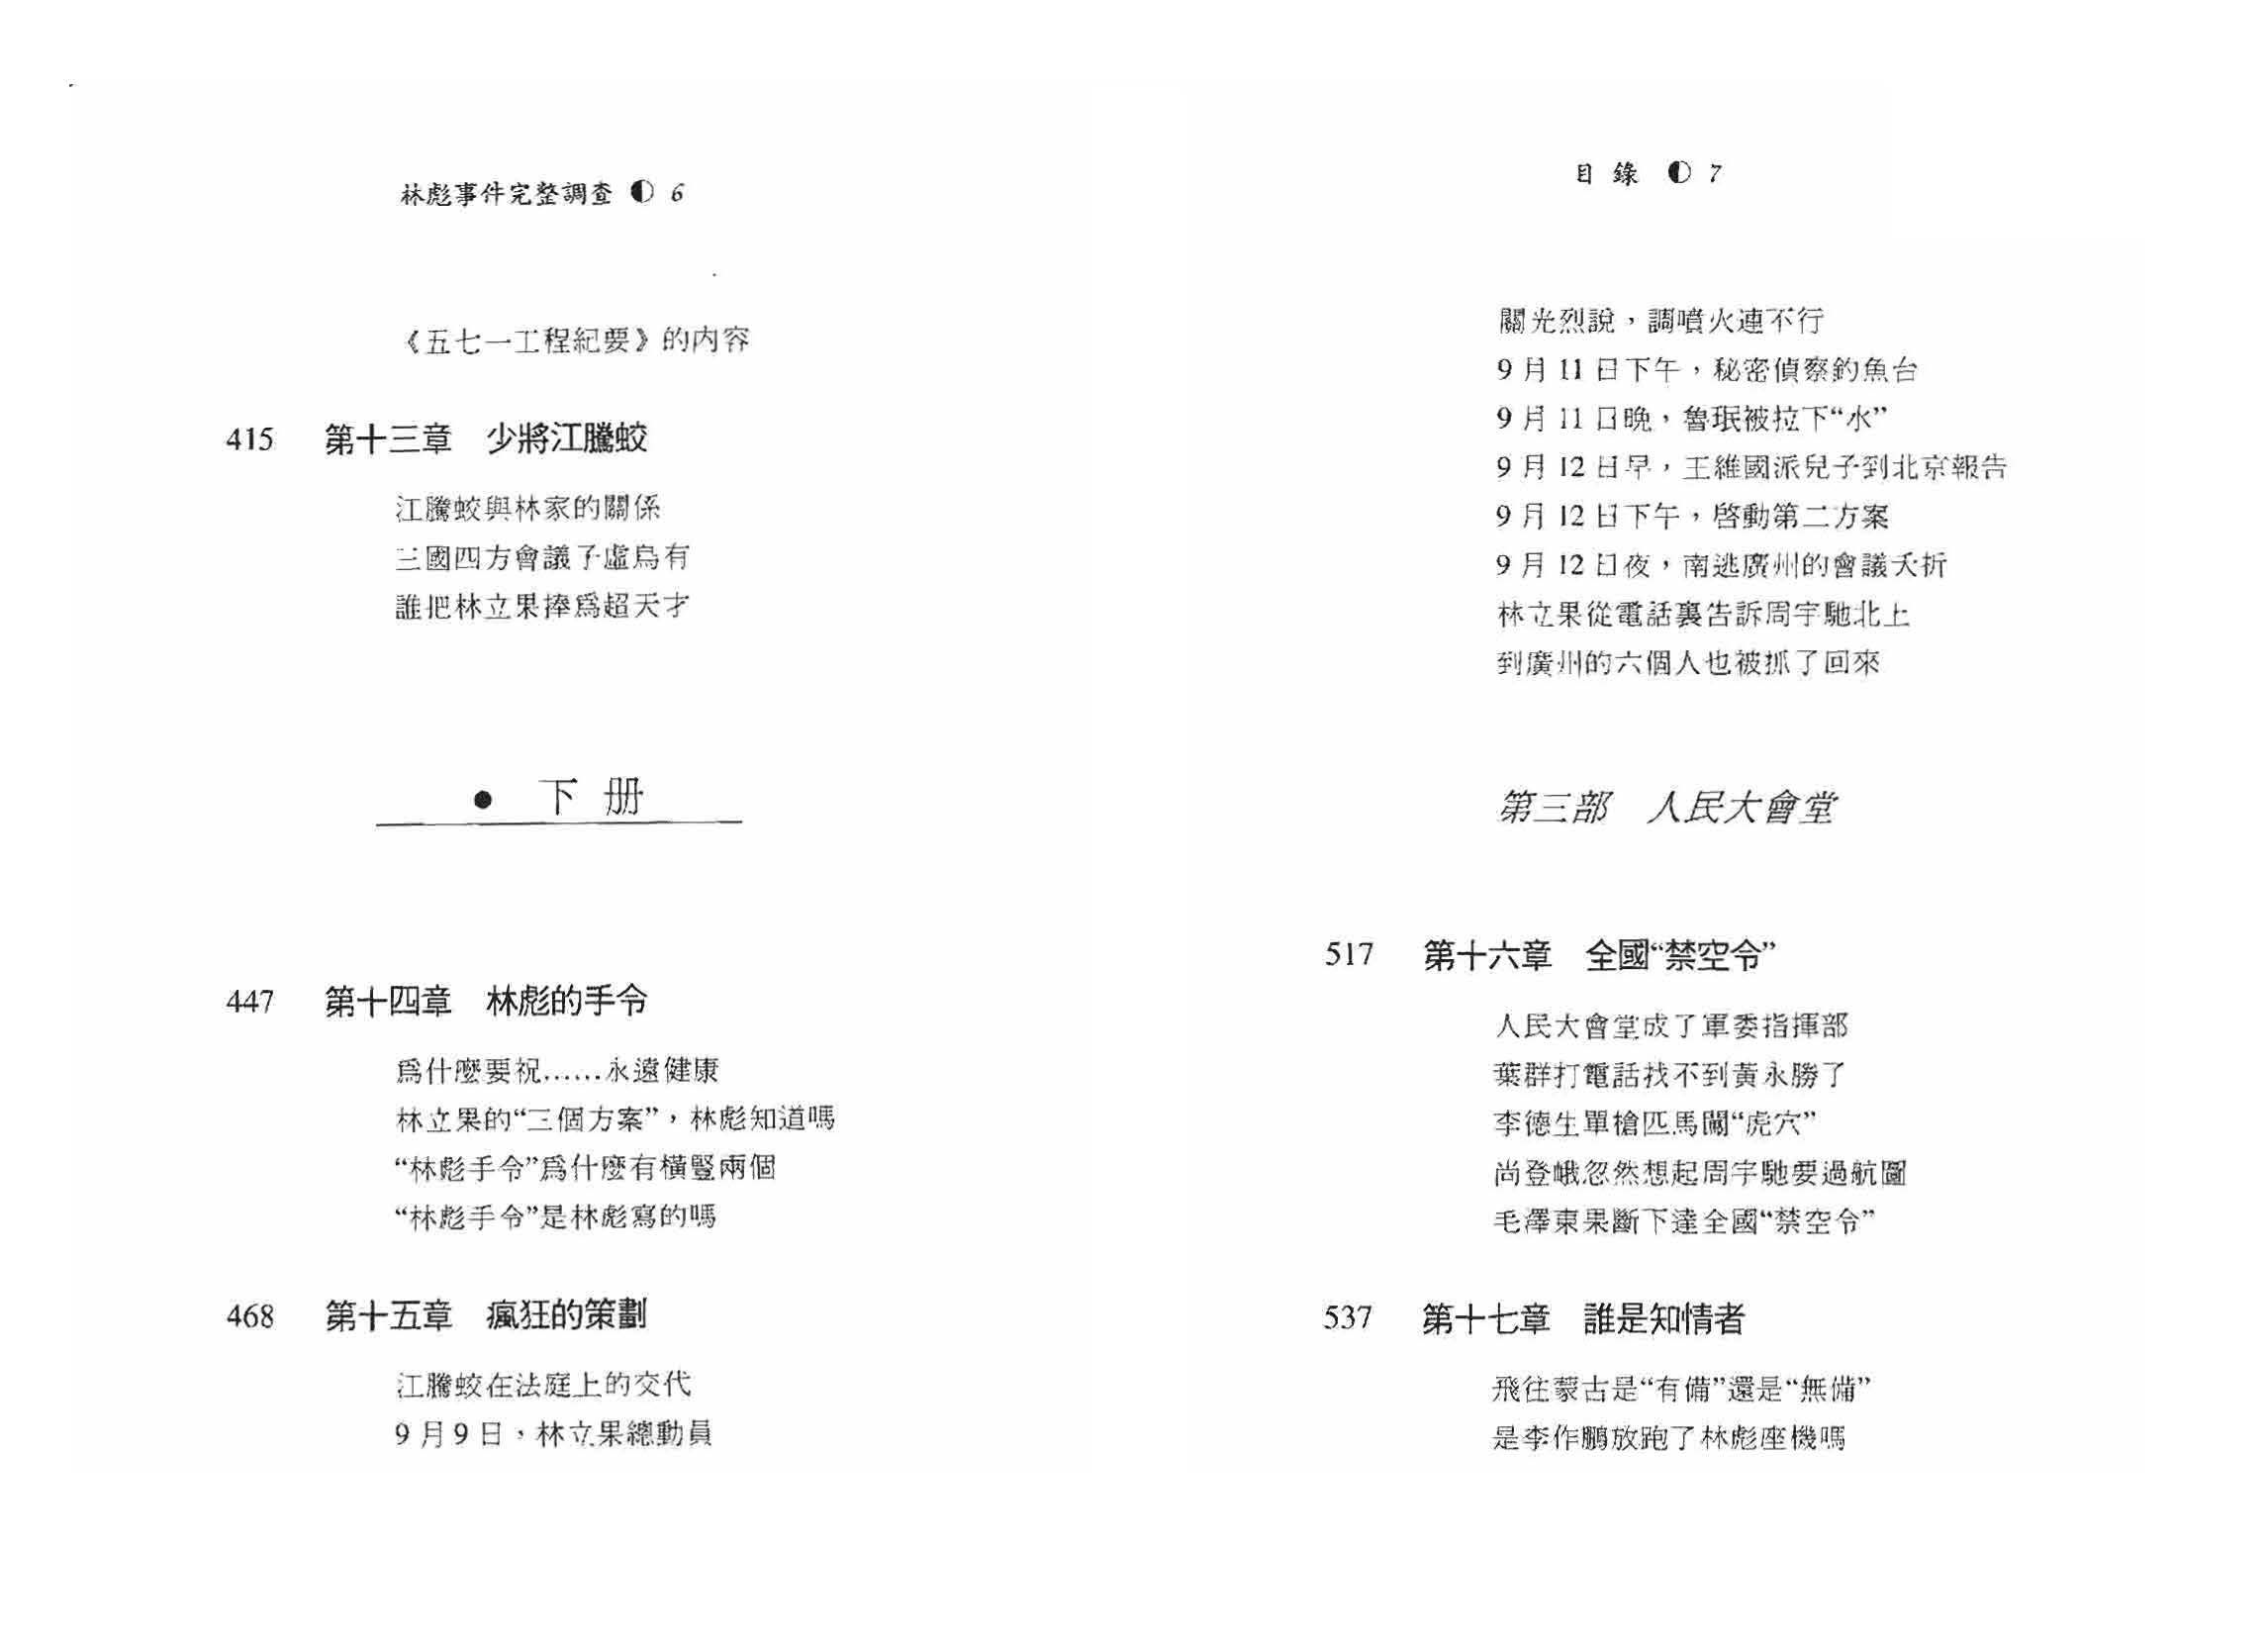 林彪事件完整調查 ◐ 6
《五七一工程紀要》的内容
415 第十三章 少將江騰蛟
江騰蛟與林家的關係
三國四方會議子虛烏有
誰把林立果捧爲超天才
● 下册
447 第十四章 林彪的手令
爲什麼要祝……永遠健康
林立果的“三個方案”，林彪知道嗎
“林彪手令”爲什麼有橫豎兩個
“林彪手令”是林彪寫的嗎
468 第十五章 瘋狂的策劃
江騰蛟在法庭上的交代
9月9日，林立果總動員
目錄 ◐ 7
關光烈說，調噴火連不行
9月11日下午，秘密偵察釣魚台
9月11日晚，魯珉被拉下“水”
9月12日早，王維國派兒子到北京報告
9月12日下午，啓動第二方案
9月12日夜，南逃廣州的會議夭折
林立果從電話裏告訴周宇馳北上
到廣州的六個人也被抓了回來
第三部 人民大會堂
517 第十六章 全國“禁空令”
人民大會堂成了軍委指揮部
葉群打電話找不到黃永勝了
李德生單槍匹馬闖“虎穴”
尚登峨忽然想起周宇馳要過航圖
毛澤東果斷下達全國“禁空令”
537 第十七章 誰是知情者
飛往蒙古是“有備”還是“無備”
是李作鵬放跑了林彪座機嗎